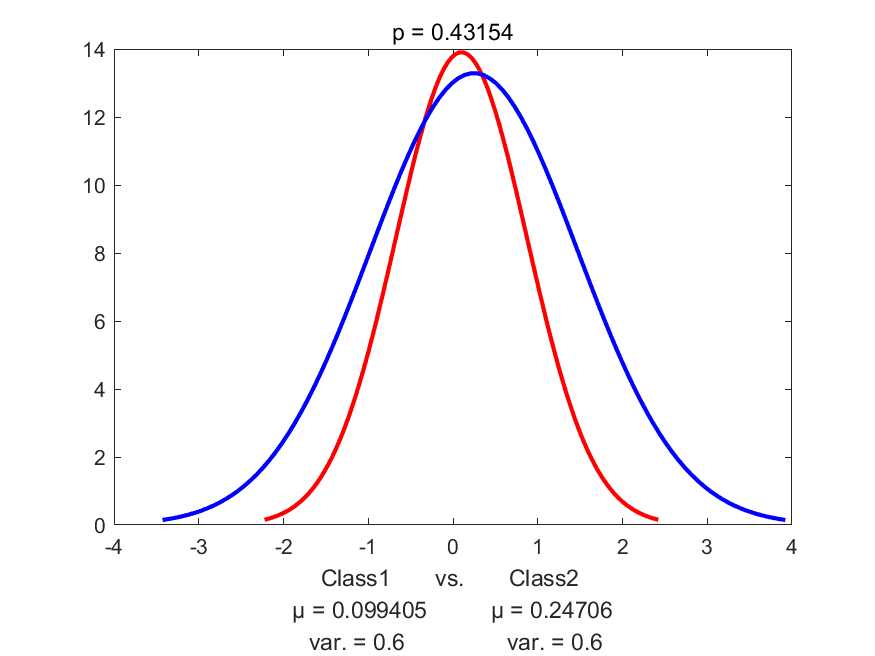 p = 0.43154
14
12
10
8
6
4
2
0
-4 -3 -2 -1 0 1 2 3 4
Class1 vs. Class2
μ = 0.099405 μ = 0.24706
var. = 0.6 var. = 0.6